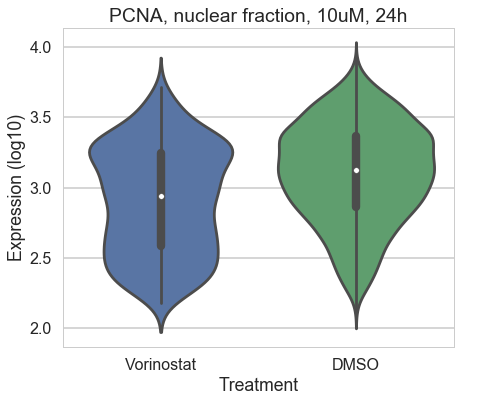 PCNA, nuclear fraction, 10uM, 24h
4.0
3.5
3.0
2.5
2.0
Expression (log10)
Vorinostat
DMSO
Treatment